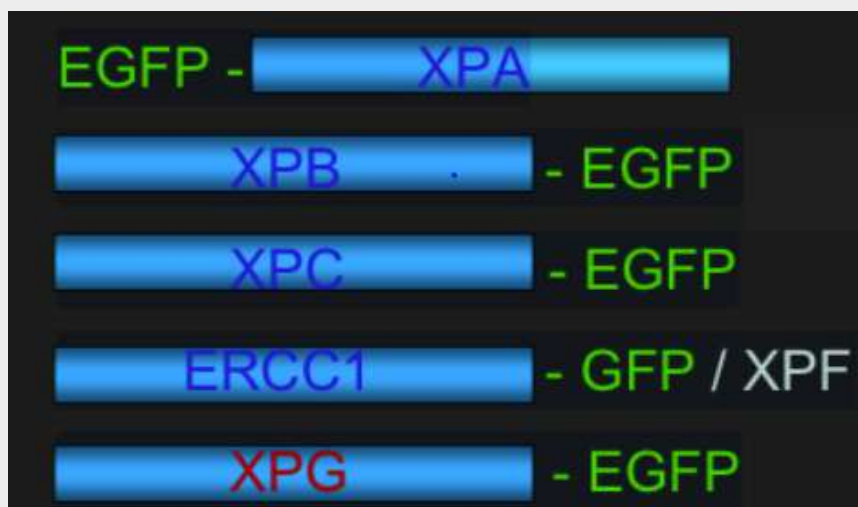 EGFP - XPA
XPB - EGFP
XPC - EGFP
ERCC1 - GFP / XPF
XPG - EGFP